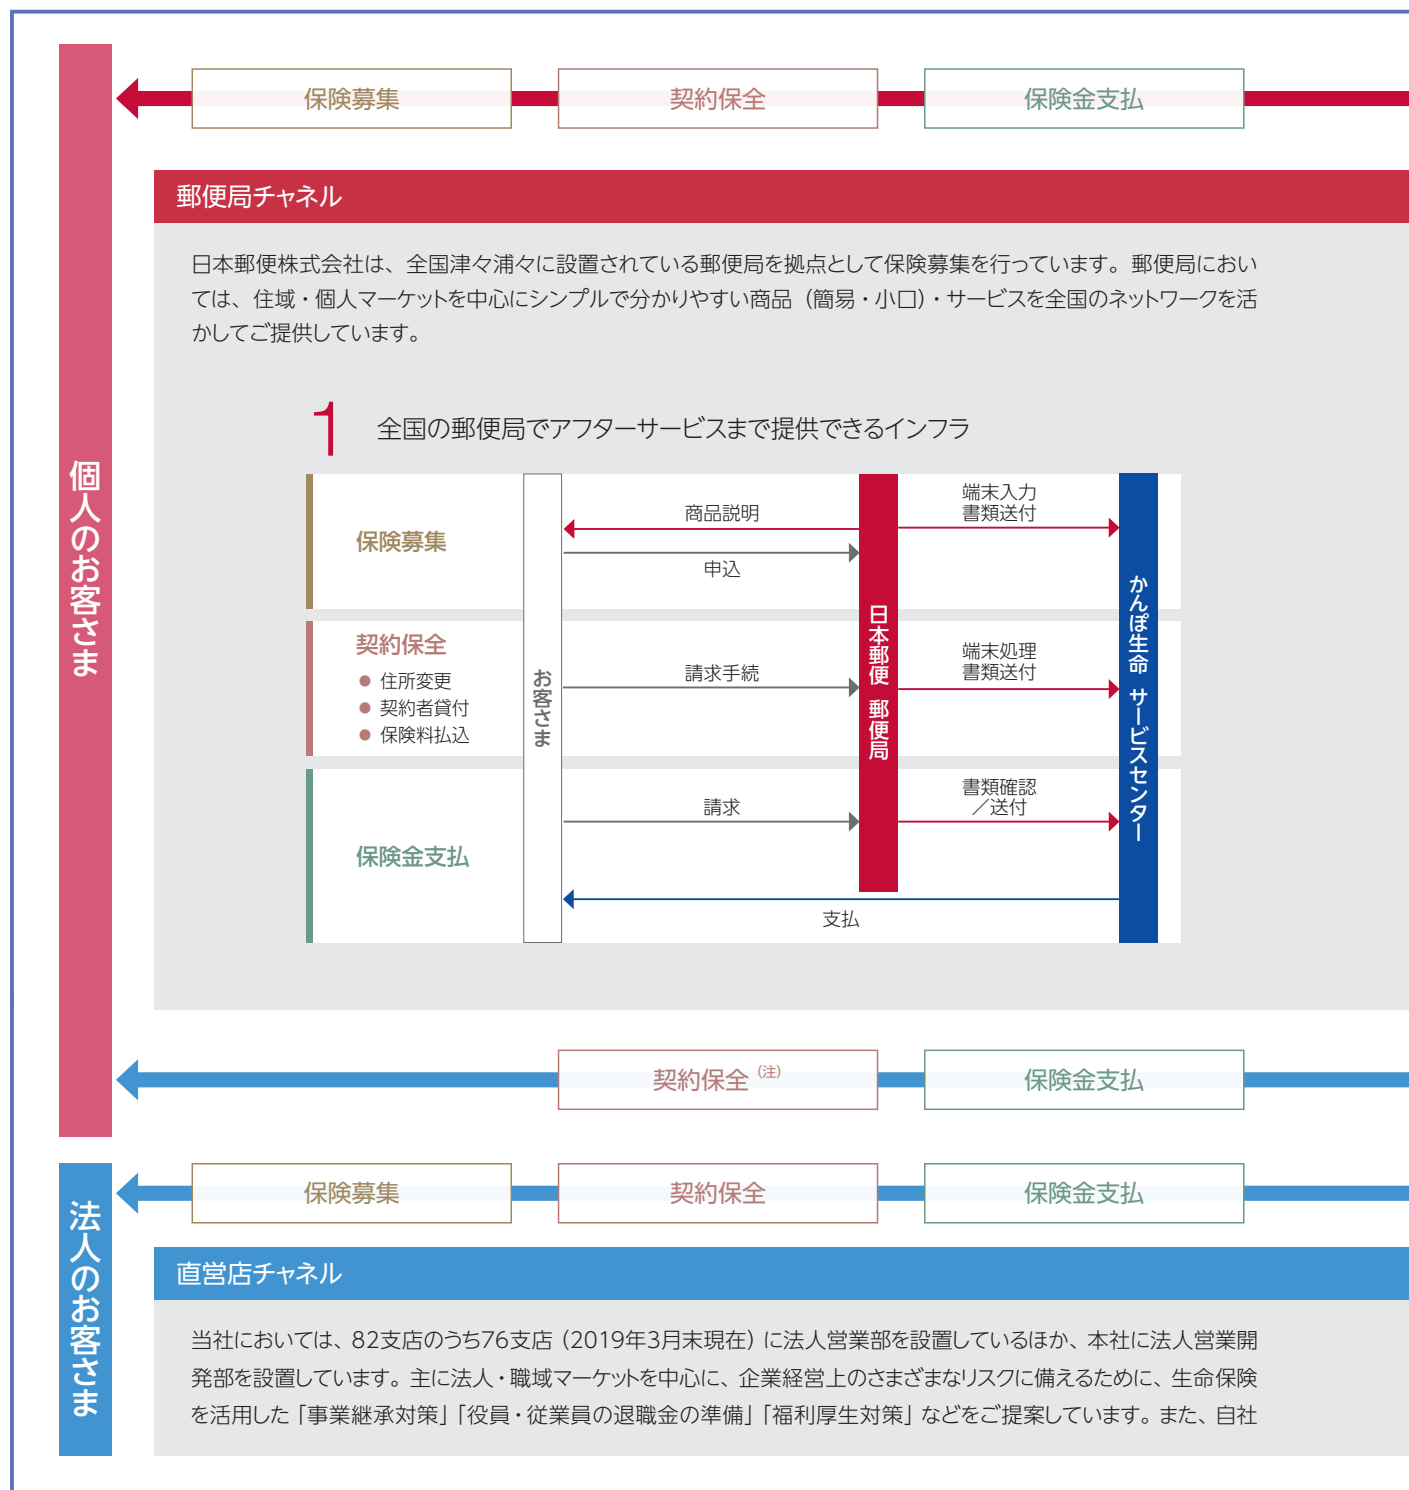 個人のお客さま
保険募集
契約保全
保険金支払
郵便局チャネル
日本郵便株式会社は、全国津々浦々に設置されている郵便局を拠点として保険募集を行っています。郵便局におい
ては、住域・個人マーケットを中心にシンプルで分かりやすい商品（簡易・小口）・サービスを全国のネットワークを活
かしてご提供しています。
1
全国の郵便局でアフターサービスまで提供できるインフラ
保険募集
商品説明
申込
端末入力
書類送付
契約保全
● 住所変更
● 契約者貸付
● 保険料払込
請求手続
端末処理
書類送付
保険金支払
請求
書類確認
／送付
支払
お客さま
日本郵便 郵便局
かんぽ生命 サービスセンター
契約保全（注）
保険金支払
法人のお客さま
保険募集
契約保全
保険金支払
直営店チャネル
当社においては、82支店のうち76支店（2019年3月末現在）に法人営業部を設置しているほか、本社に法人営業開
発部を設置しています。主に法人・職域マーケットを中心に、企業経営上のさまざまなリスクに備えるために、生命保険
を活用した「事業継承対策」「役員・従業員の退職金の準備」「福利厚生対策」などをご提案しています。また、自社